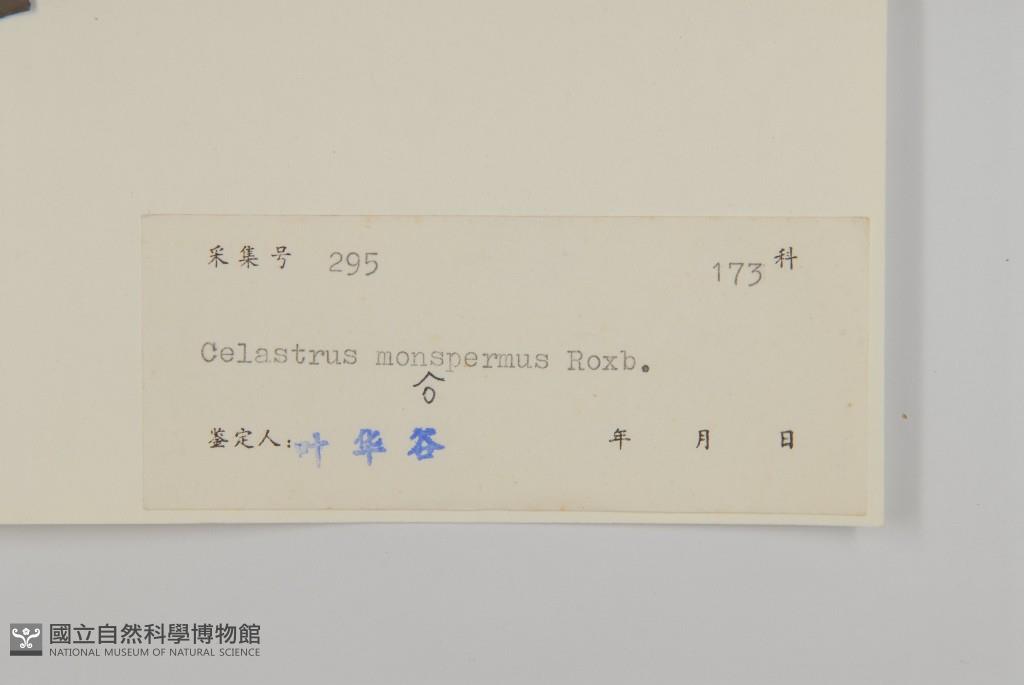 采集号 295 173 科
Celastrus monspermus Roxb.
o
鉴定人: 叶华谷 年 月 日
國立自然科學博物館
NATIONAL MUSEUM OF NATURAL SCIENCE